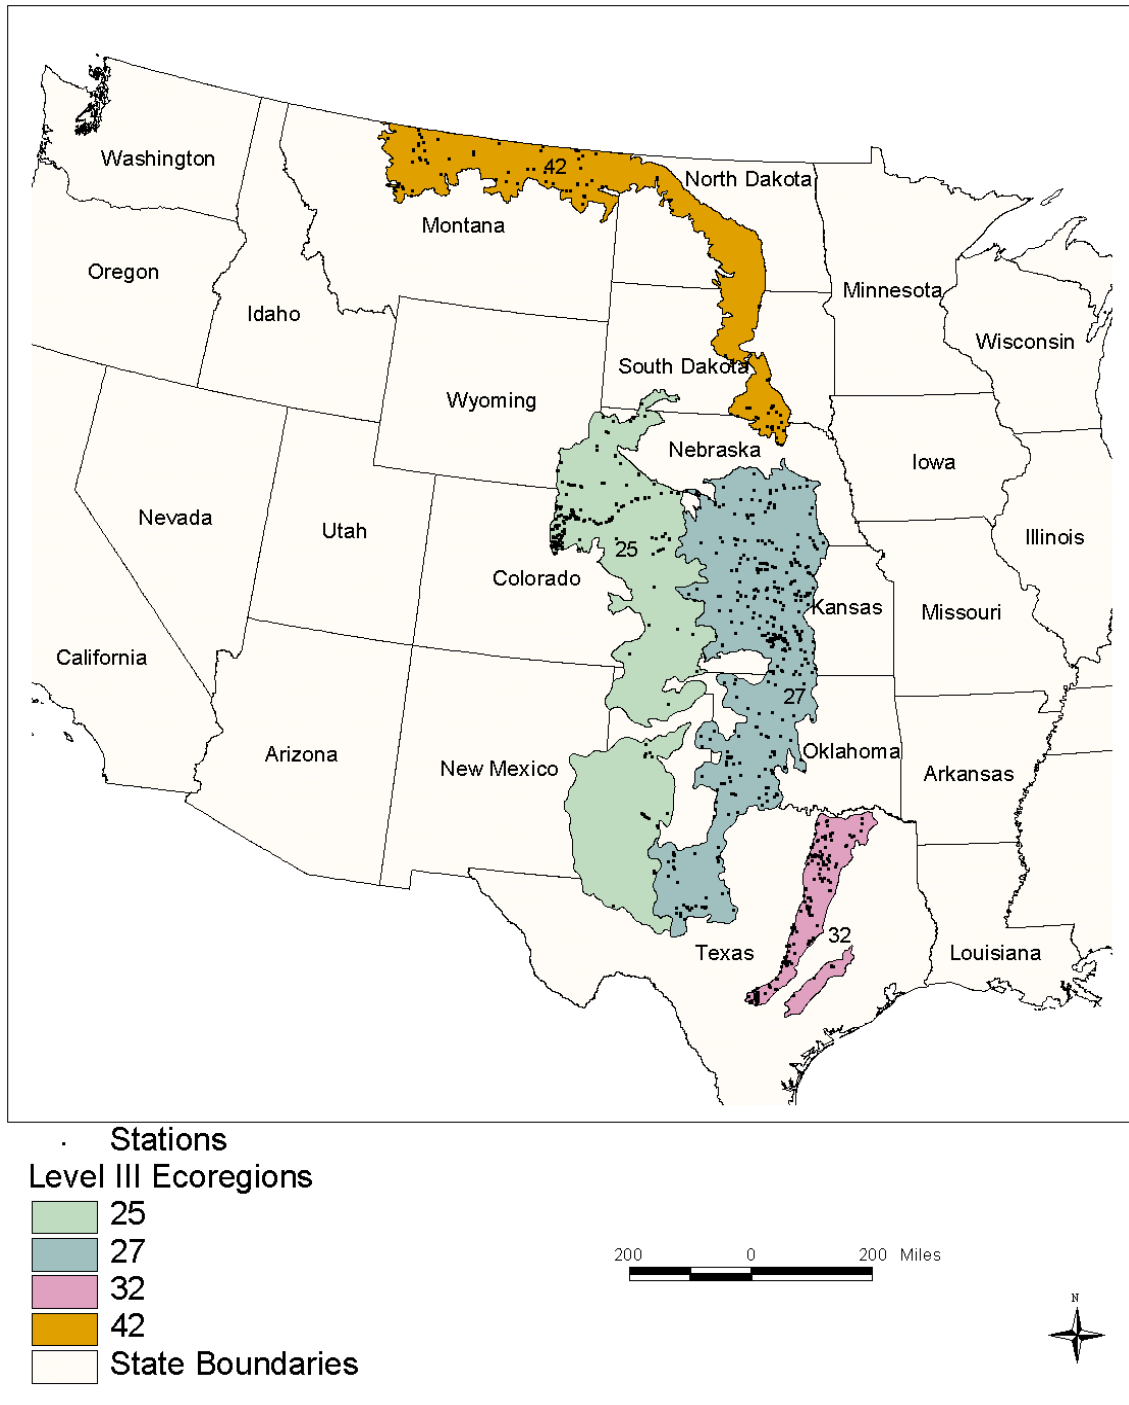 Washington
42
North Dakota
Montana
Oregon
Minnesota
Idaho
Wisconsin
South Dakota
Wyoming
Nebraska
Iowa
Nevada
Utah
Illinois
25
Colorado
Kansas
Missouri
California
27
Arizona
Oklahoma
New Mexico
Arkansas
32
Texas
Louisiana
Stations
Level III Ecoregions
25
27
32
42
State Boundaries
200 0 200 Miles
N